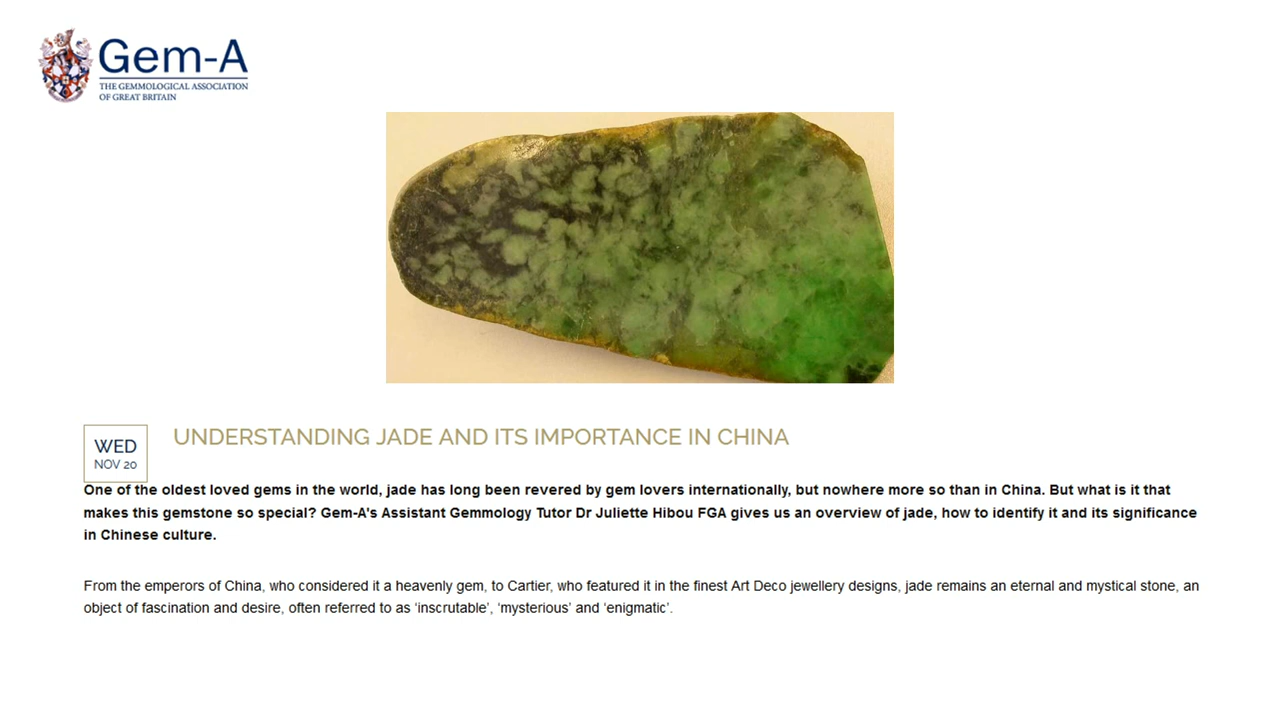 Gem-A
THE GEMMOLOGICAL ASSOCIATION
OF GREAT BRITAIN
WED
NOV 20
UNDERSTANDING JADE AND ITS IMPORTANCE IN CHINA
One of the oldest loved gems in the world, jade has long been revered by gem lovers internationally, but nowhere more so than in China. But what is it that
makes this gemstone so special? Gem-A's Assistant Gemmology Tutor Dr Juliette Hibou FGA gives us an overview of jade, how to identify it and its significance
in Chinese culture.
From the emperors of China, who considered it a heavenly gem, to Cartier, who featured it in the finest Art Deco jewellery designs, jade remains an eternal and mystical stone, an
object of fascination and desire, often referred to as ‘inscrutable’, ‘mysterious’ and ‘enigmatic’.